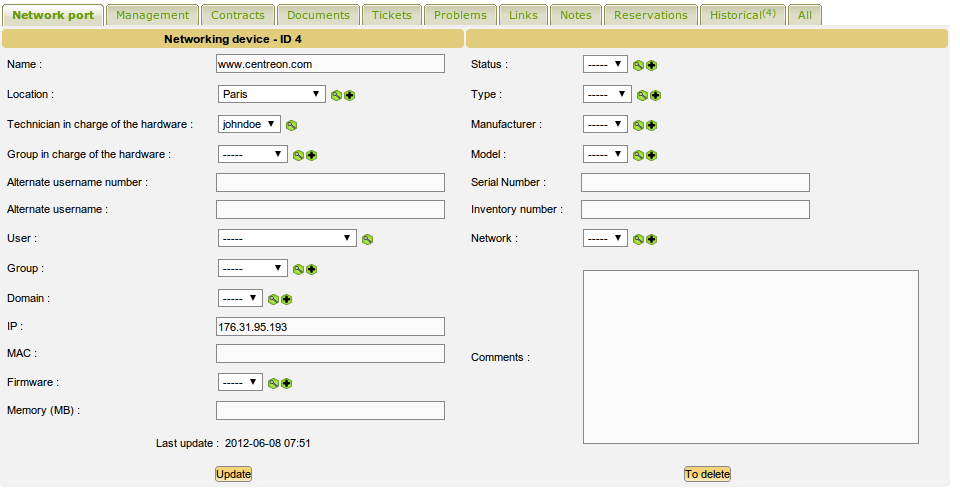 Network port Management Contracts Documents Tickets Problems Links Notes Reservations Historical(4) All
Networking device - ID 4
Name : www.centreon.com Status : -----
Location : Paris Type : -----
Technician in charge of the hardware : johndoe Manufacturer : -----
Group in charge of the hardware : ----- Model : -----
Alternate username number : Serial Number :
Alternate username : Inventory number :
User : ----- Network : -----
Group : -----
Domain : -----
IP : 176.31.95.193
MAC : Comments :
Firmware : -----
Memory (MB) :
Last update : 2012-06-08 07:51
Update To delete